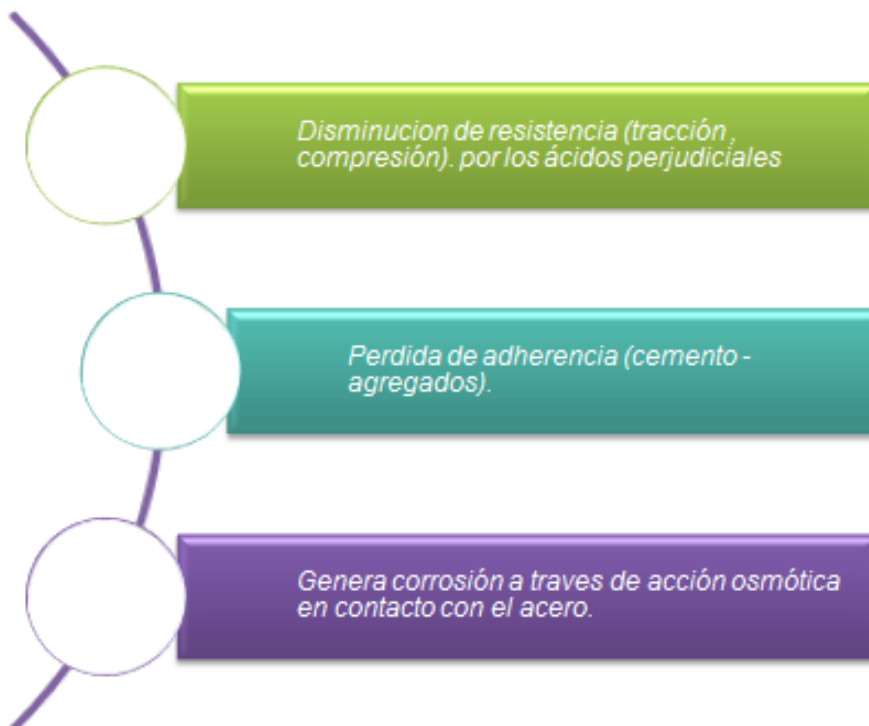 Disminucion de resistencia (tracción ,
compresión). por los ácidos perjudiciales
Perdida de adherencia (cemento -
agregados).
Genera corrosión a traves de acción osmótica
en contacto con el acero.